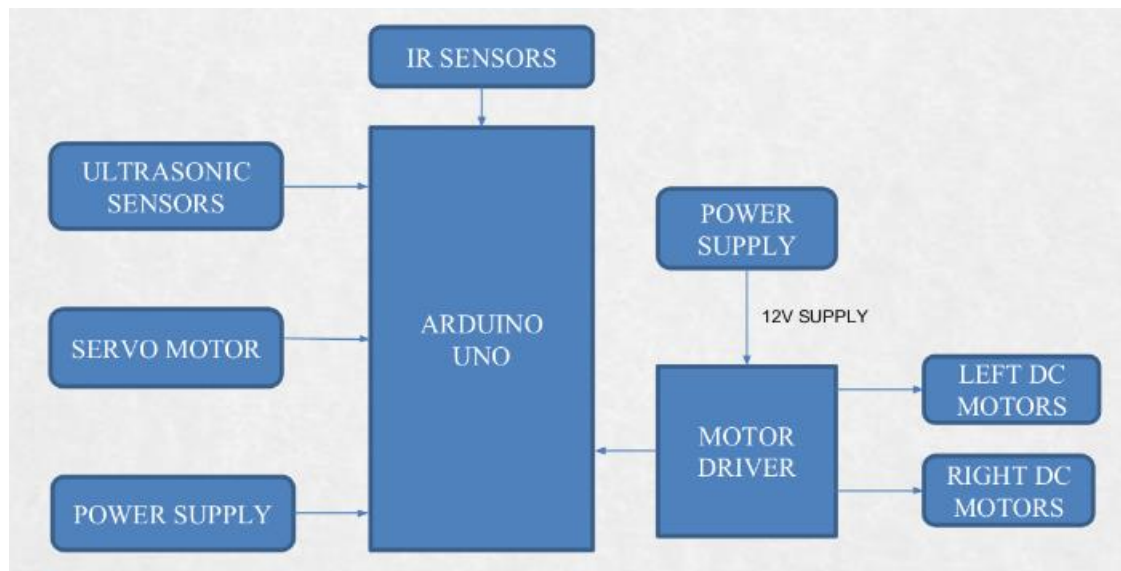 IR SENSORS
ULTRASONIC
SENSORS
SERVO MOTOR
POWER SUPPLY
ARDUINO
UNO
POWER
SUPPLY
12V SUPPLY
MOTOR
DRIVER
LEFT DC
MOTORS
RIGHT DC
MOTORS